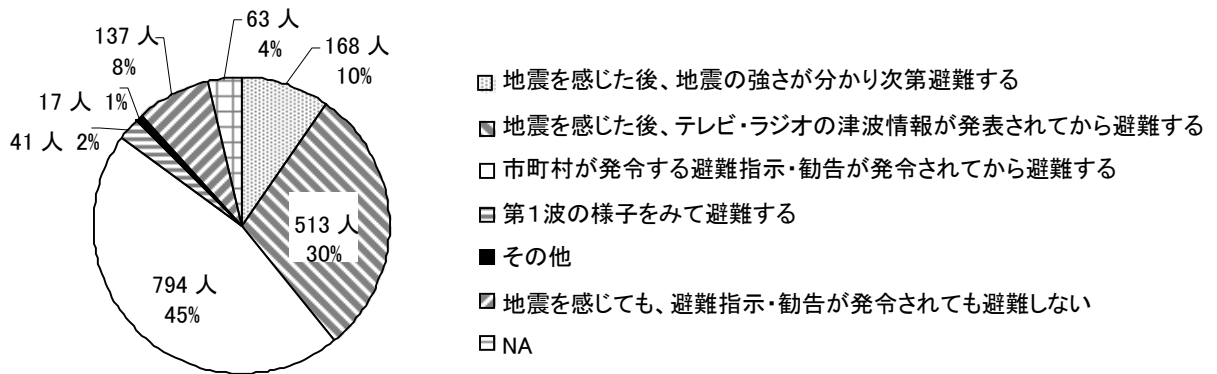 63 人
4%
168 人
10%
137 人
8%
17 人 1%
41 人 2%
513 人
30%
794 人
45%
地震を感じた後、地震の強さが分かり次第避難する
地震を感じた後、テレビ・ラジオの津波情報が発表されてから避難する
市町村が発令する避難指示・勧告が発令されてから避難する
第1波の様子をみて避難する
その他
地震を感じても、避難指示・勧告が発令されても避難しない
NA